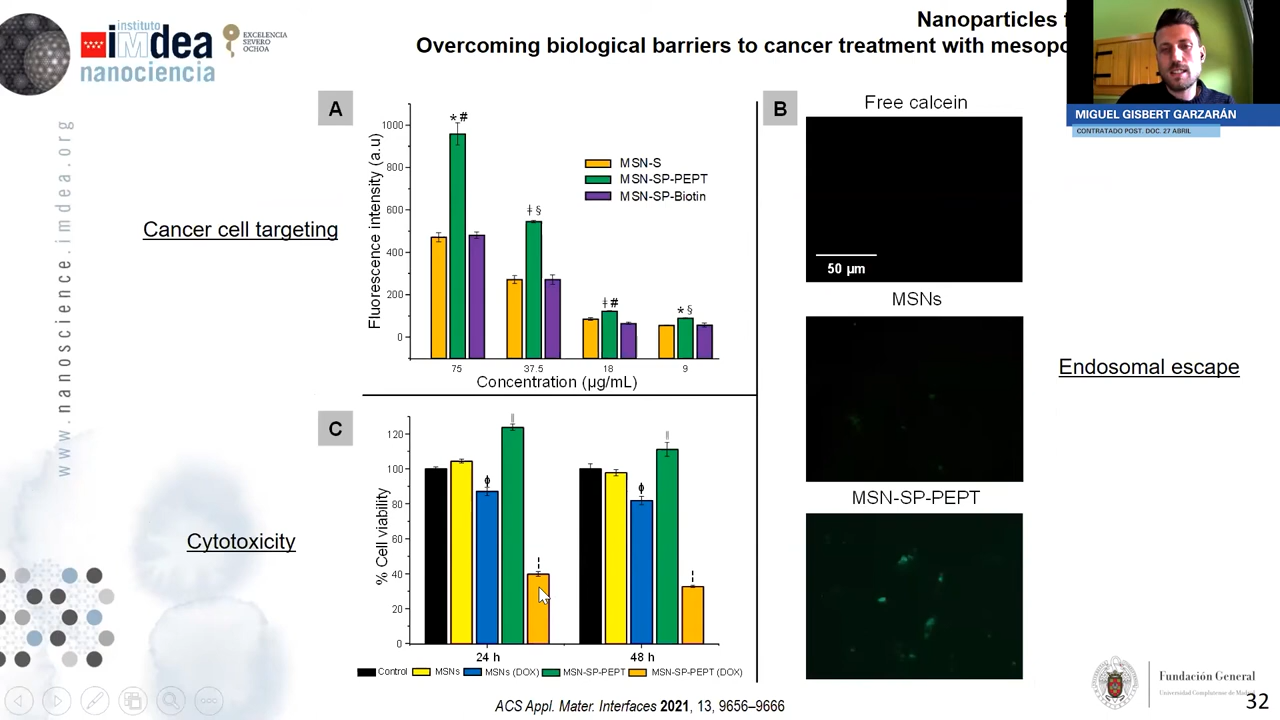 instituto
imdea
nanociencia
EXCELENCIA
SEVERO
OCHOA
Nanoparticles
Overcoming biological barriers to cancer treatment with
MIGUEL GISBERT GARZARÁN
CONTRATADO POST. DOC. 27 ABRIL
www.nanoscience.imdea.org
Cancer cell targeting
A
Fluorescence intensity (a.u)
1000
800
600
400
200
0
*#
ǂ §
ǂ #
* §
MSN-S
MSN-SP-PEPT
MSN-SP-Biotin
75
37.5
18
9
Concentration (μg/mL)
B
Free calcein
50 μm
MSNs
MSN-SP-PEPT
Endosomal escape
Cytotoxicity
C
% Cell viability
120
100
80
60
40
20
0
ϕ
‖
¦
ϕ
‖
¦
24 h
48 h
Control
MSNs
MSNs (DOX)
MSN-SP-PEPT
MSN-SP-PEPT (DOX)
ACS Appl. Mater. Interfaces 2021, 13, 9656–9666
Fundación General
Universidad Complutense de
32